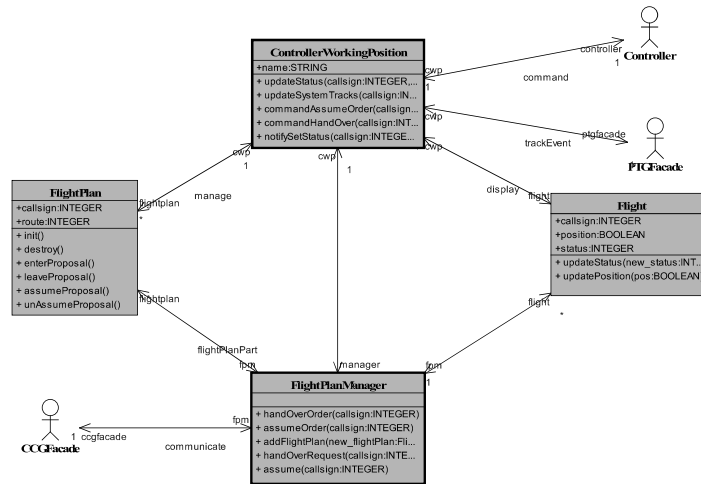 ControllerWorkingPosition
+name:STRING
+ updateStatus(callsign:INTEGER,...
+ updateSystemTracks(callsign:IN...
+ commandAssumeOrder(callsign...
+ commandHandOver(callsign:INT...
+ notifySetStatus(callsign:INTEGE...
controller
1
Controller
cwp
1
command
cwp
ptgfacade
trackEvent
PTGFacade
cwp
1
cwp
1
cwp
display
flight
FlightPlan
+callsign:INTEGER
+route:INTEGER
+ init()
+ destroy()
+ enterProposal()
+ leaveProposal()
+ assumeProposal()
+ unAssumeProposal()
flightplan
*
manage
Flight
+callsign:INTEGER
+position:BOOLEAN
+status:INTEGER
+ updateStatus(new_status:INT...
+ updatePosition(pos:BOOLEAN
flightplan
flight
*
flightPlanPart
fpm
manager
fpm
1
FlightPlanManager
+ handOverOrder(callsign:INTEGER)
+ assumeOrder(callsign:INTEGER)
+ addFlightPlan(new_flightPlan:Fli...
+ handOverRequest(callsign:INTE...
+ assume(callsign:INTEGER)
fpm
1 ccgfacade
communicate
CCGFacade